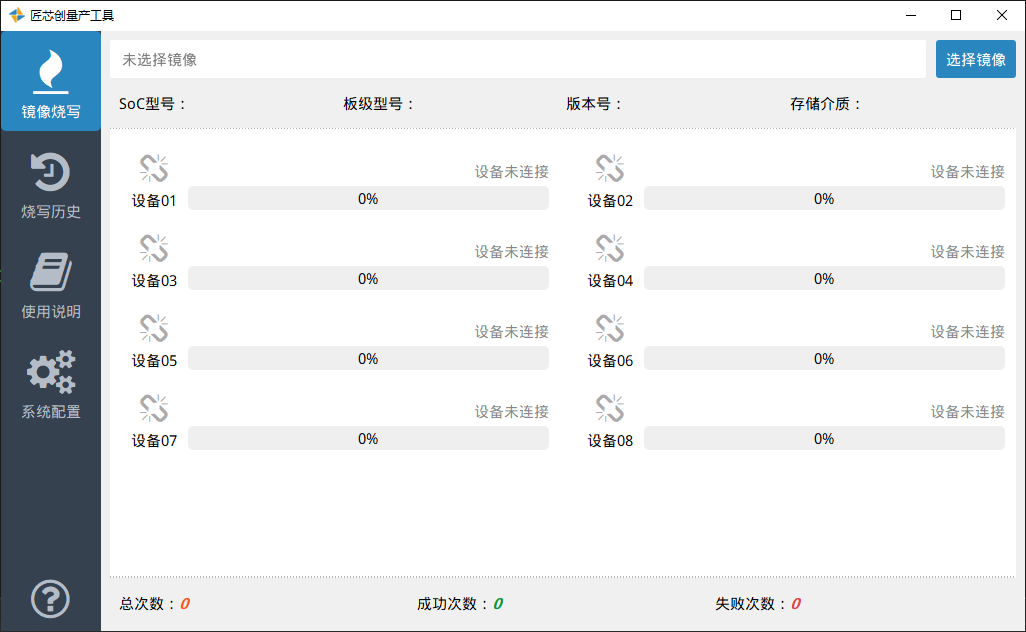 匠芯创量产工具
未选择镜像
选择镜像
SoC型号：
板级型号：
版本号：
存储介质：
镜像烧写
烧写历史
使用说明
系统配置
设备01
设备未连接
0%
设备02
设备未连接
0%
设备03
设备未连接
0%
设备04
设备未连接
0%
设备05
设备未连接
0%
设备06
设备未连接
0%
设备07
设备未连接
0%
设备08
设备未连接
0%
总次数：0
成功次数：0
失败次数：0